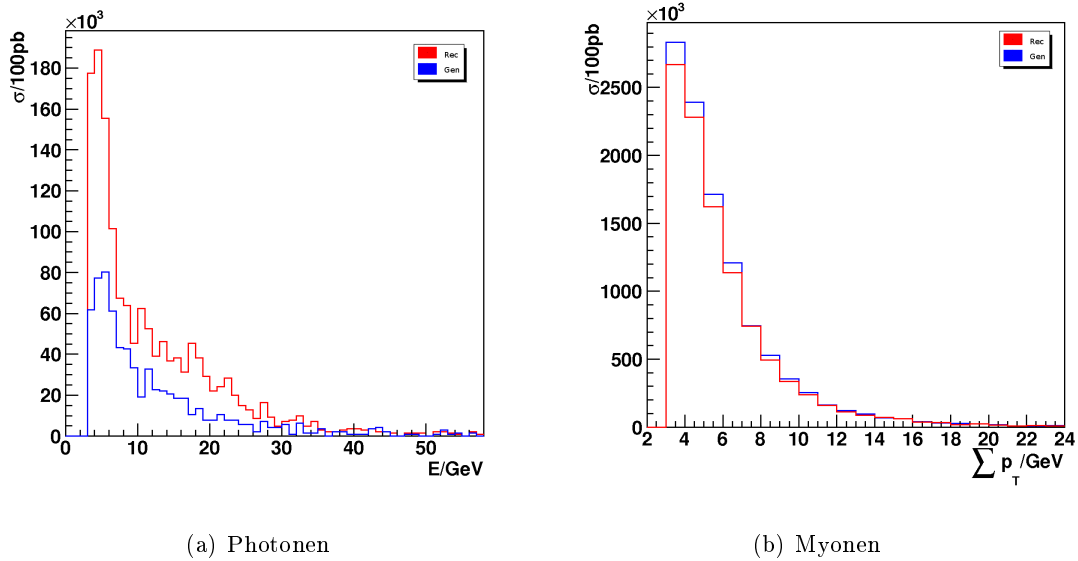 ×10³
σ/100pb
180
160
140
120
100
80
60
40
20
0
0 10 20 30 40 50
E/GeV
Rec
Gen
(a) Photonen
×10³
σ/100pb
2500
2000
1500
1000
500
0
2 4 6 8 10 12 14 16 18 20 22 24
∑ p_T/GeV
Rec
Gen
(b) Myonen